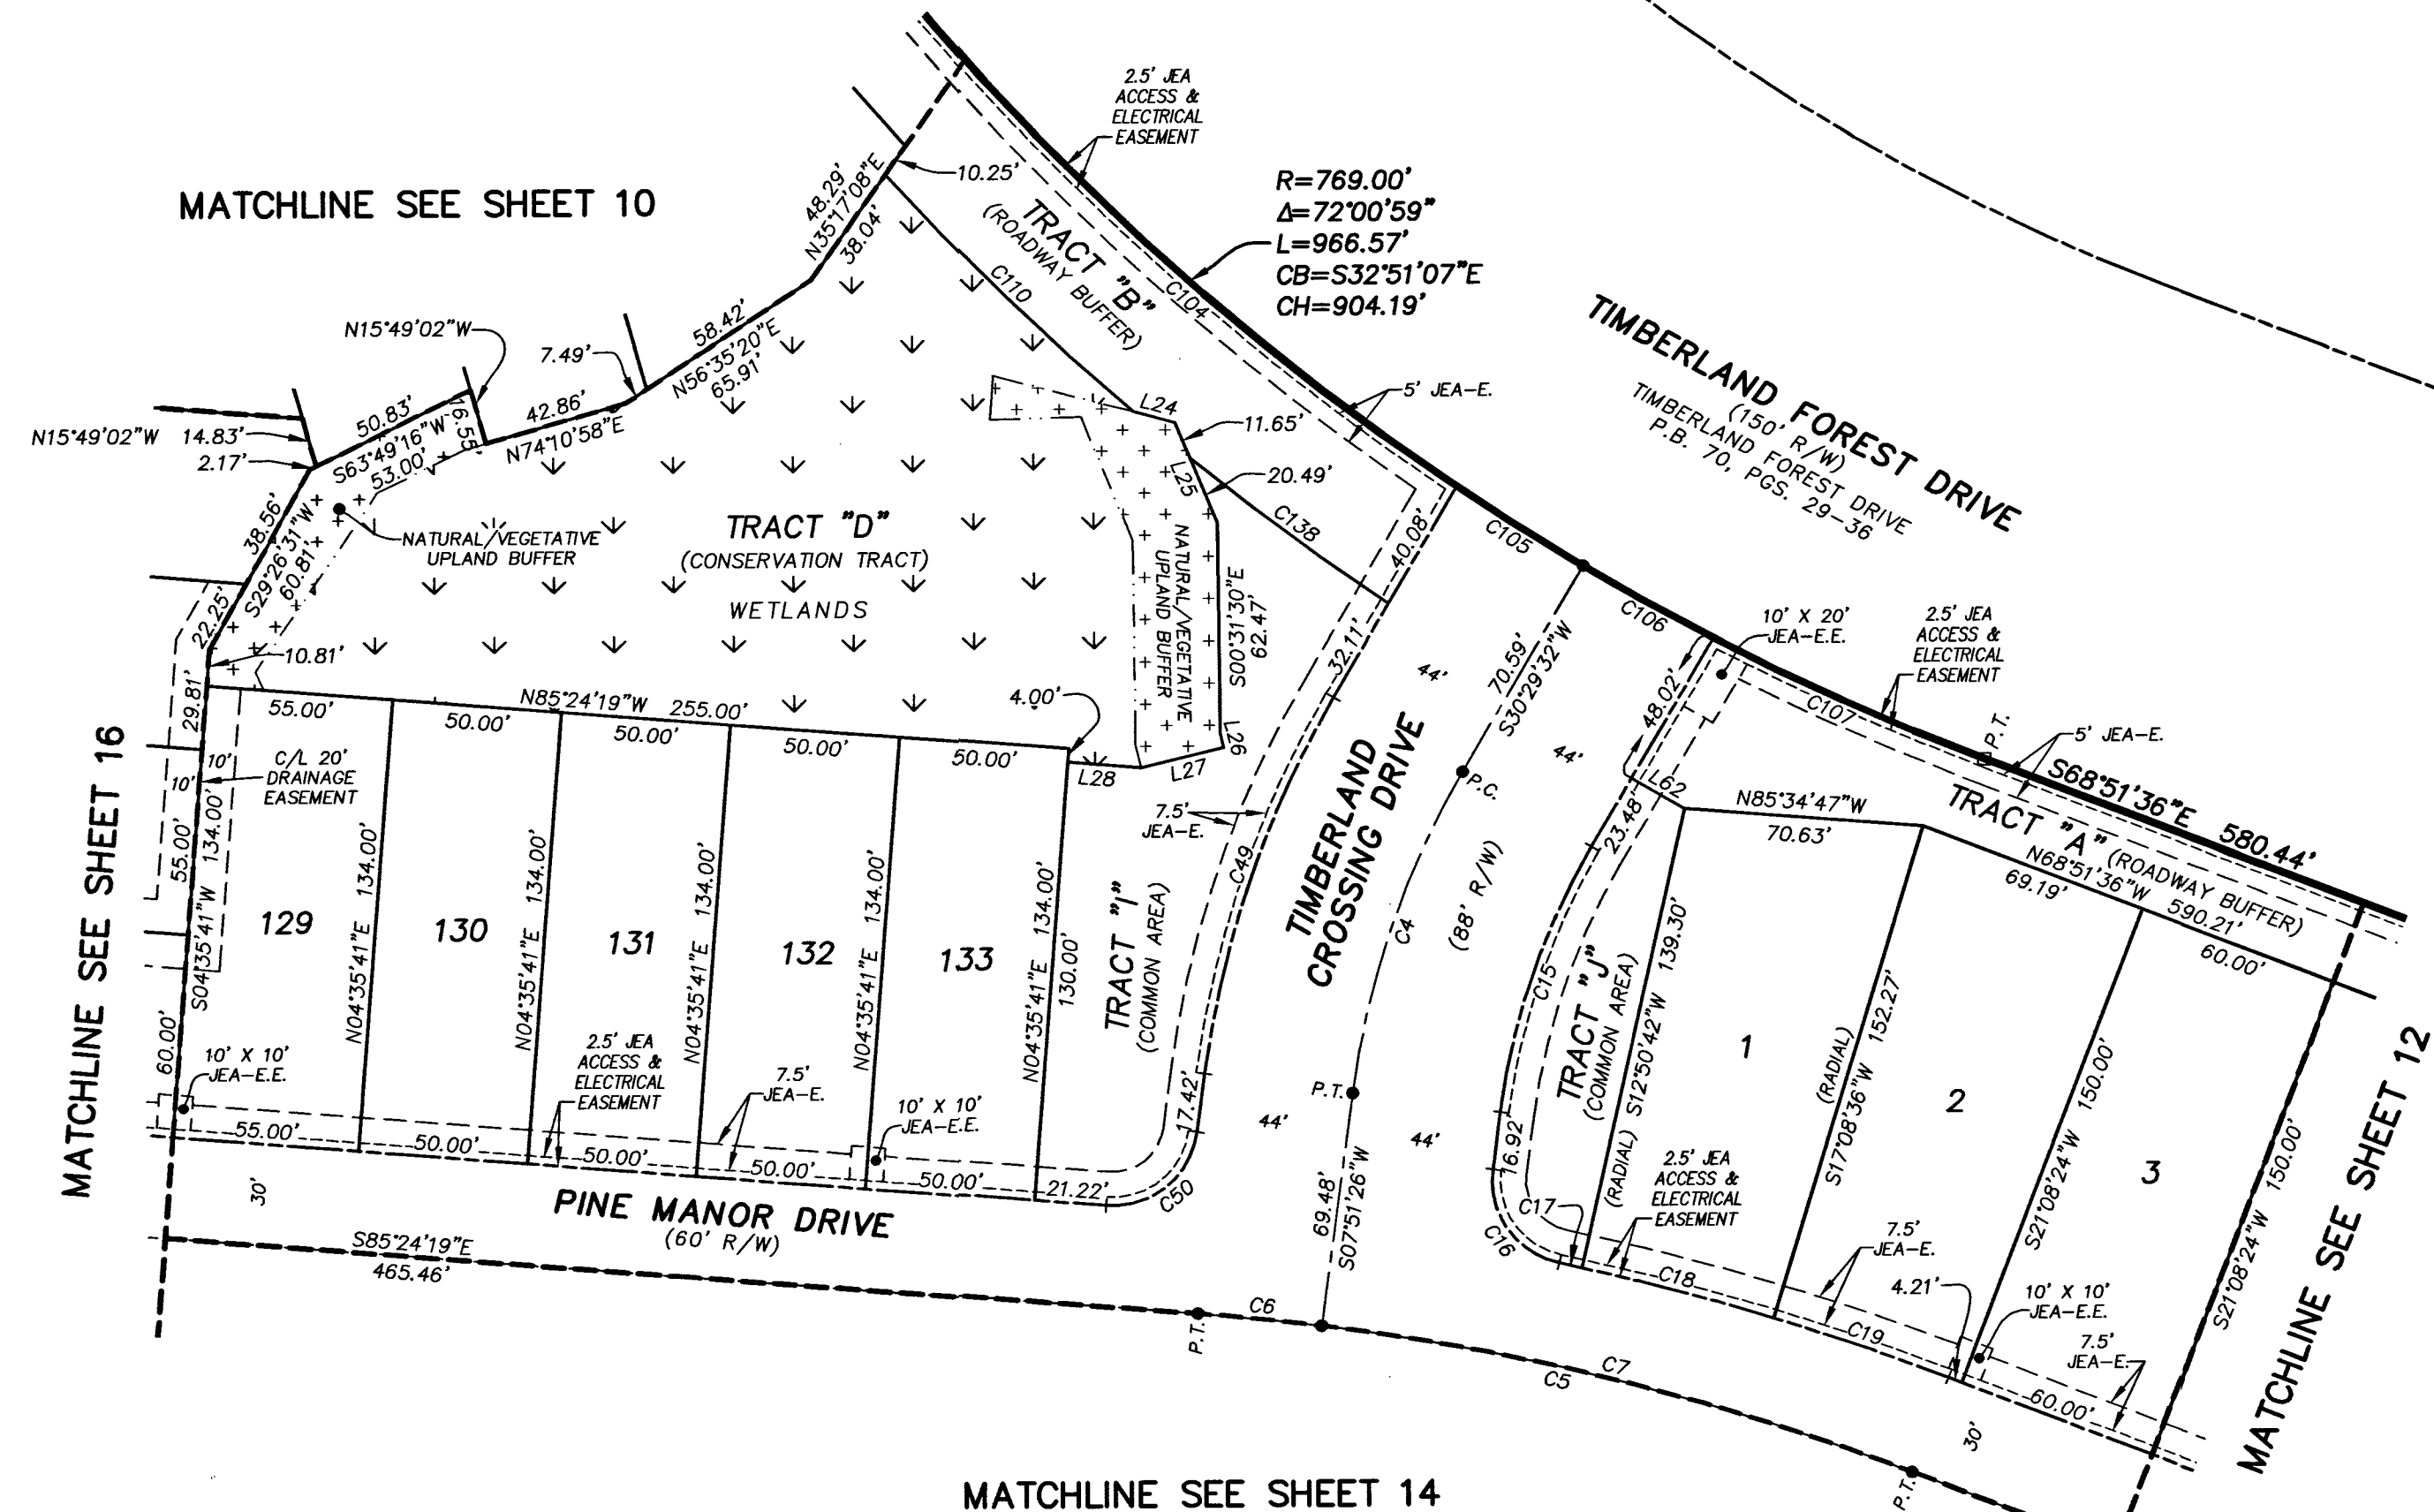 MATCHLINE SEE SHEET 10
2.5' JEA
ACCESS &
ELECTRICAL
EASEMENT
R=769.00'
Δ=72°00'59"
L=966.57'
CB=S32°51'07"E
CH=904.19'
10.25'
48.29'
N35°17'08"E
38.04'
TRACT "B"
(ROADWAY BUFFER)
C104
C110
TIMBERLAND FOREST DRIVE
(150' R/W)
TIMBERLAND FOREST DRIVE
P.B. 70, PGS. 29-36
N15°49'02"W
7.49'
58.42'
N56°35'20"E
65.91'
50.83'
S63°49'16"W
53.00'
16.55'
42.86'
N74°10'58"E
N15°49'02"W
14.83'
2.17'
38.56'
S29°26'31"W
60.81'
22.25'
10.81'
29.81'
NATURAL/VEGETATIVE
UPLAND BUFFER
TRACT "D"
(CONSERVATION TRACT)
WETLANDS
L24
11.65'
L25
20.49'
C138
5' JEA-E.
40.08'
32.11'
C105
C106
NATURAL/VEGETATIVE
UPLAND BUFFER
S00°31'30"E
62.47'
L26
L27
L28
4.00'
N85°24'19"W 255.00'
55.00'
50.00'
50.00'
50.00'
50.00'
MATCHLINE SEE SHEET 16
10'
10'
C/L 20'
DRAINAGE
EASEMENT
55.00'
60.00'
S04°35'41"W 134.00'
129
N04°35'41"E 134.00'
130
N04°35'41"E 134.00'
131
N04°35'41"E 134.00'
132
N04°35'41"E 134.00'
133
N04°35'41"E 134.00'
130.00'
10' X 10'
JEA-E.E.
2.5' JEA
ACCESS &
ELECTRICAL
EASEMENT
7.5'
JEA-E.
10' X 10'
JEA-E.E.
55.00'
50.00'
50.00'
50.00'
50.00'
21.22'
C50
17.42'
C49
7.5'
JEA-E.
TRACT "I"
(COMMON AREA)
30'
PINE MANOR DRIVE
(60' R/W)
S85°24'19"E
465.46'
P.T.
C6
TIMBERLAND
CROSSING DRIVE
(88' R/W)
70.59'
S30°29'32"W
44'
44'
P.C.
C4
P.T.
44'
44'
69.48'
S07°51'26"W
10' X 20'
JEA-E.E.
2.5' JEA
ACCESS &
ELECTRICAL
EASEMENT
C107
P.T.
5' JEA-E.
S68°51'36"E 580.44'
TRACT "A" (ROADWAY BUFFER)
N68°51'36"W 590.21'
69.19'
60.00'
48.02'
L62
23.48'
N85°34'47"W
70.63'
C15
TRACT "J"
(COMMON AREA)
16.92'
C16
C17
(RADIAL) S12°50'42"W 139.30'
1
(RADIAL)
S17°08'36"W 152.27'
2
S21°08'24"W 150.00'
3
S21°08'24"W 150.00'
2.5' JEA
ACCESS &
ELECTRICAL
EASEMENT
C18
7.5'
JEA-E.
C19
4.21'
10' X 10'
JEA-E.E.
7.5'
JEA-E.
60.00'
30'
C7
C5
P.T.
MATCHLINE SEE SHEET 12
MATCHLINE SEE SHEET 14